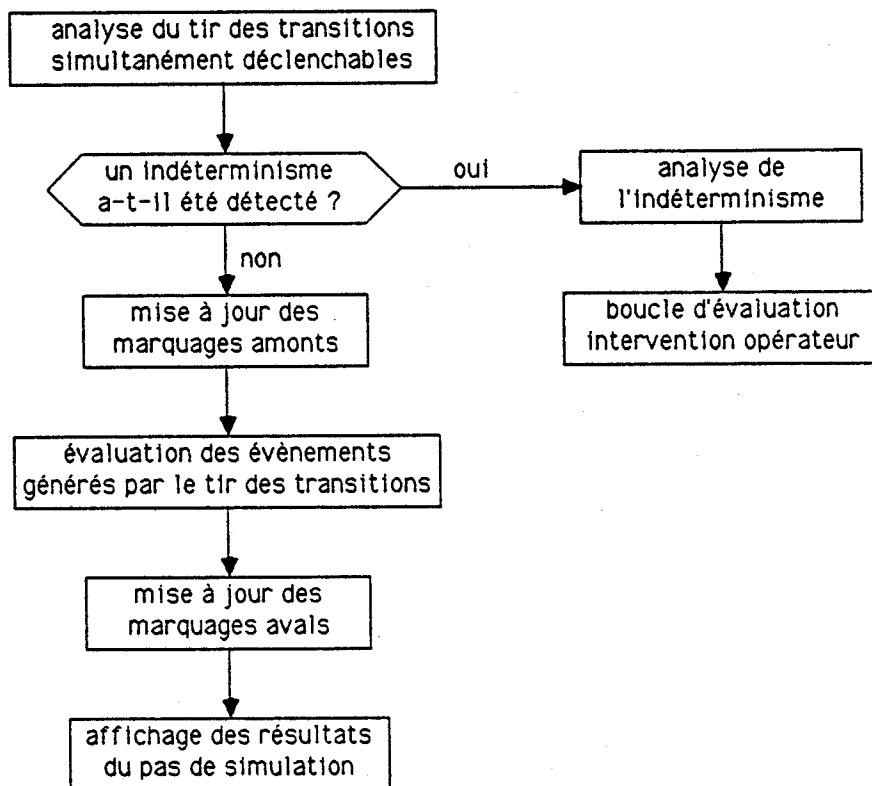 analyse du tir des transitions
simultanément déclenchables
un indéterminisme
a-t-il été détecté ?
oui
analyse de
l'indéterminisme
non
mise à jour des
marquages amonts
boucle d'évaluation
intervention opérateur
évaluation des évènements
générés par le tir des transitions
mise à jour des
marquages avals
affichage des résultats
du pas de simulation